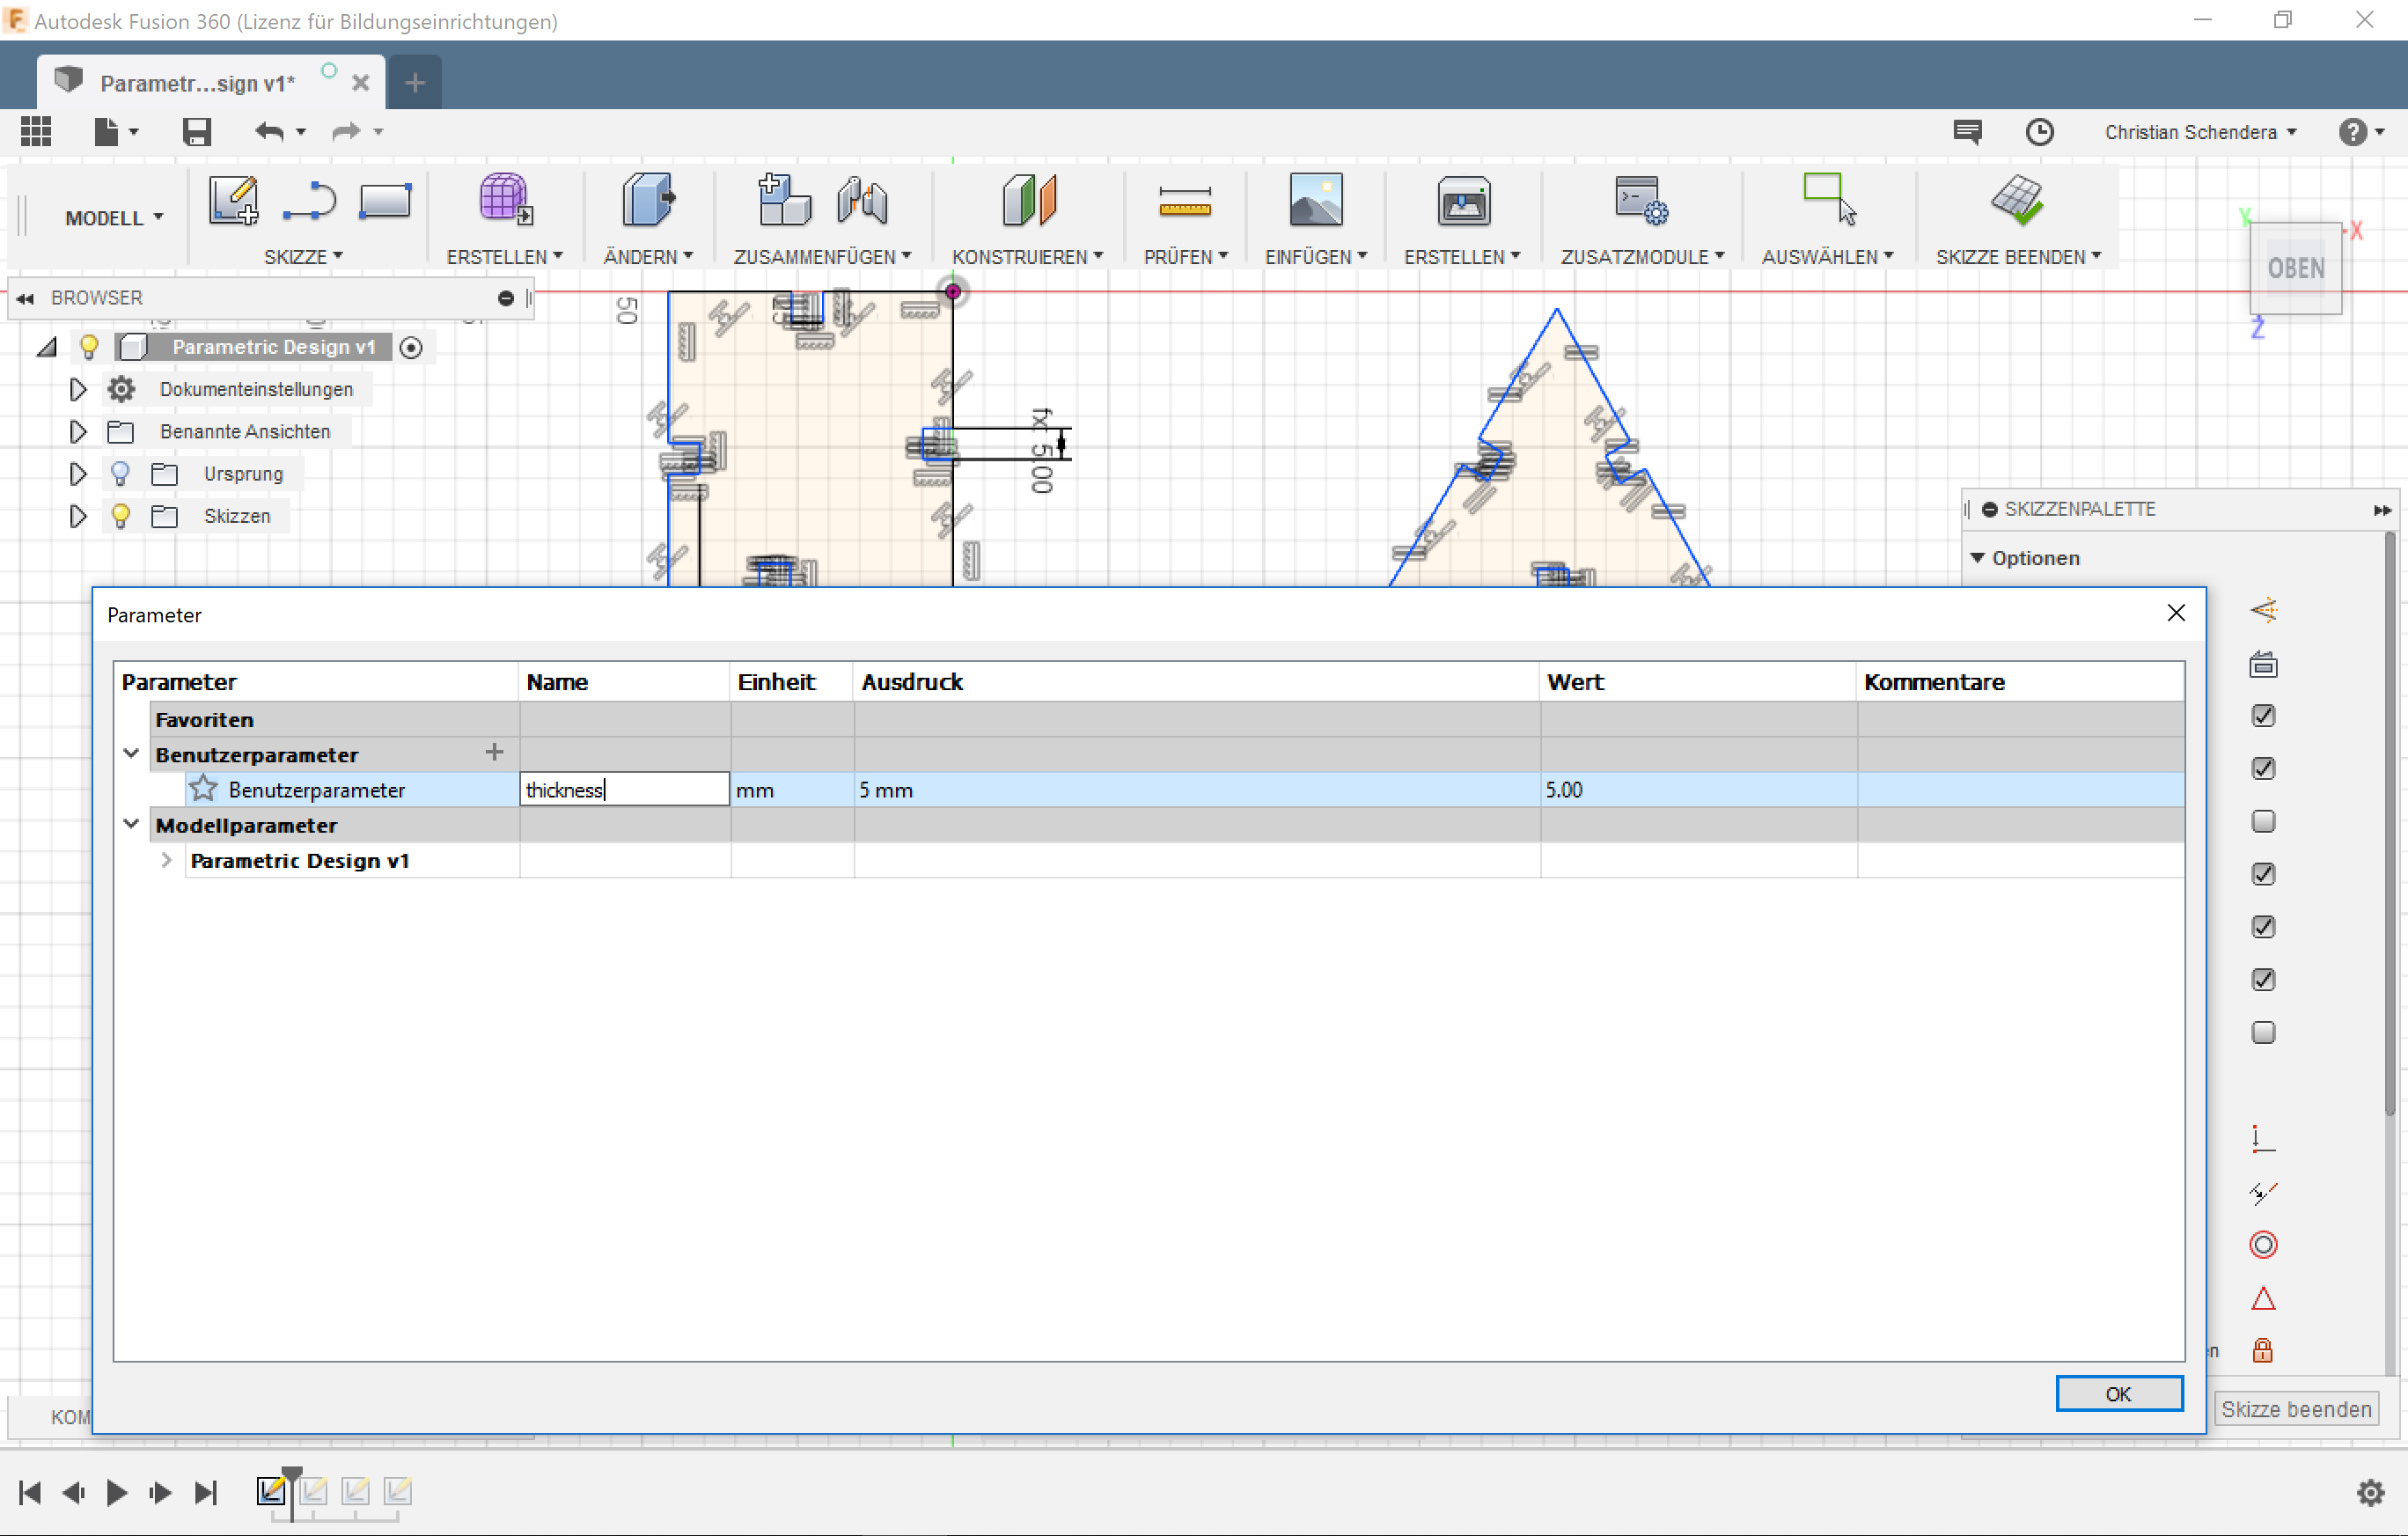 Autodesk Fusion 360 (Lizenz für Bildungseinrichtungen)
Parametr...sign v1*
Christian Schendera
MODELL
SKIZZE
ERSTELLEN
ÄNDERN
ZUSAMMENFÜGEN
KONSTRUIEREN
PRÜFEN
EINFÜGEN
ERSTELLEN
ZUSATZMODULE
AUSWÄHLEN
SKIZZE BEENDEN
Y
X
OBEN
Z
BROWSER
Parametric Design v1
Dokumenteinstellungen
Benannte Ansichten
Ursprung
Skizzen
50
fx: 5.00
SKIZZENPALETTE
Optionen
Parameter
Parameter Name Einheit Ausdruck Wert Kommentare
Favoriten
Benutzerparameter
Benutzerparameter thickness mm 5 mm 5.00
Modellparameter
Parametric Design v1
OK
KOM
Skizze beenden